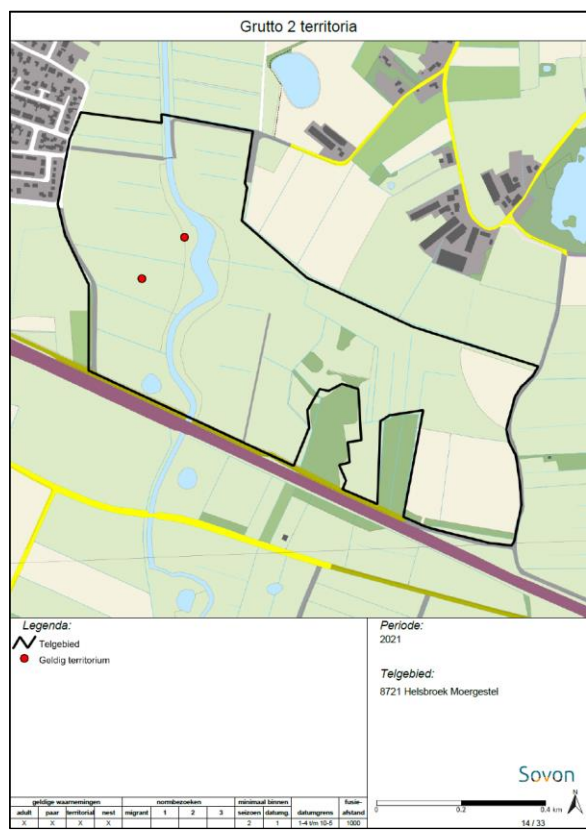 Grutto 2 territoria
Legenda:
Telgebied
Geldig territorium
Periode:
2021
Telgebied:
8721 Helsbroek Moergestel
Sovon
N
0.2 0.4 km
14 / 33
geldige waarnemingen normbezoeken minimaal binnen fusie-
adult paar territorial nest migrant 1 2 3 seizoen datumg. datumgrens afstand
X X X X 2 1 1-4 t/m 10-5 1000